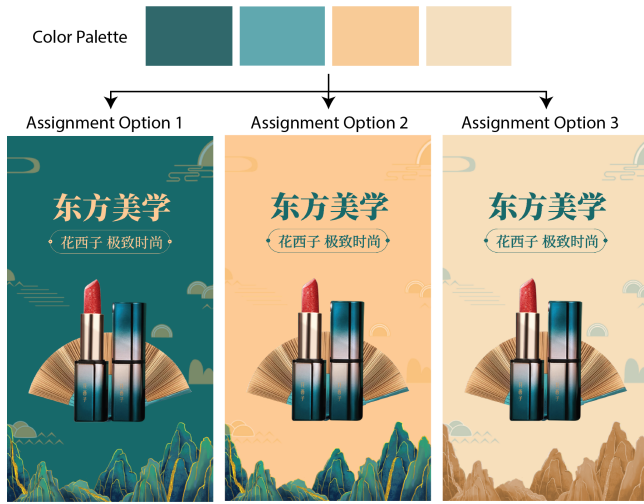 Color Palette
Assignment Option 1
Assignment Option 2
Assignment Option 3
东方美学
花西子 极致时尚
东方美学
花西子 极致时尚
东方美学
花西子 极致时尚